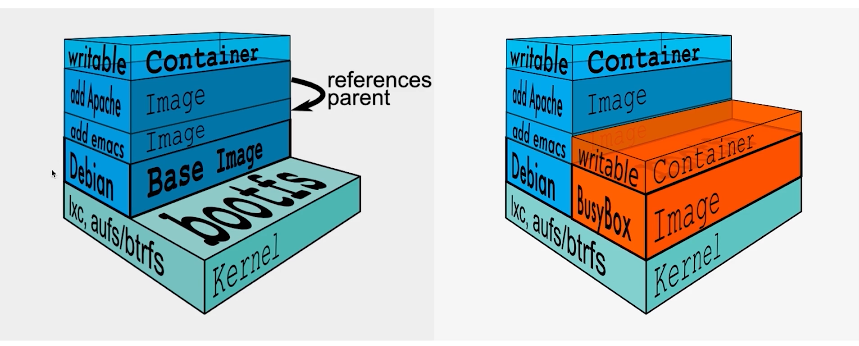 writable Container
add Apache Image
references
parent
add emacs Image
Debian Base Image
bootfs
lxc, aufs/btrfs Kernel
writable Container
add Apache Image
add emacs Image
writable Container
Debian BusyBox Image
lxc, aufs/btrfs Kernel